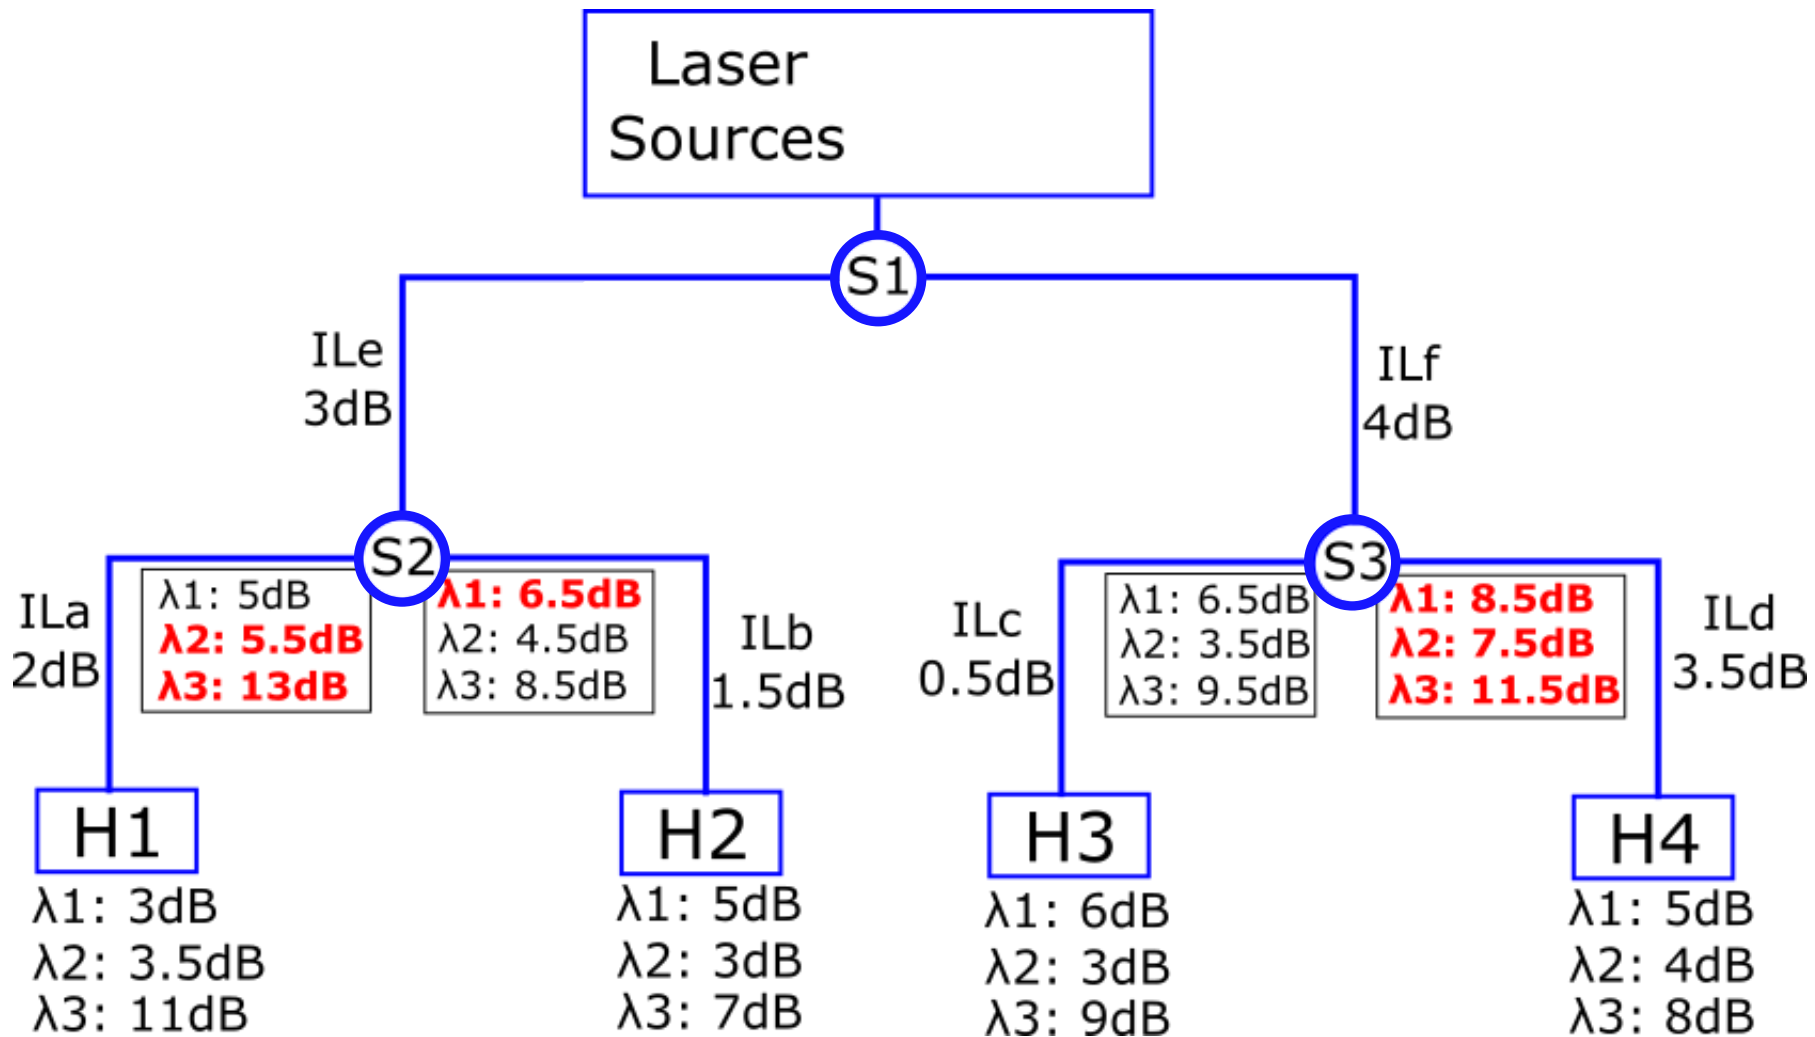 Laser
Sources
S1
ILe
3dB
ILf
4dB
S2
S3
ILa
2dB
λ1: 5dB
λ2: 5.5dB
λ3: 13dB
λ1: 6.5dB
λ2: 4.5dB
λ3: 8.5dB
ILb
1.5dB
ILc
0.5dB
λ1: 6.5dB
λ2: 3.5dB
λ3: 9.5dB
λ1: 8.5dB
λ2: 7.5dB
λ3: 11.5dB
ILd
3.5dB
H1
λ1: 3dB
λ2: 3.5dB
λ3: 11dB
H2
λ1: 5dB
λ2: 3dB
λ3: 7dB
H3
λ1: 6dB
λ2: 3dB
λ3: 9dB
H4
λ1: 5dB
λ2: 4dB
λ3: 8dB